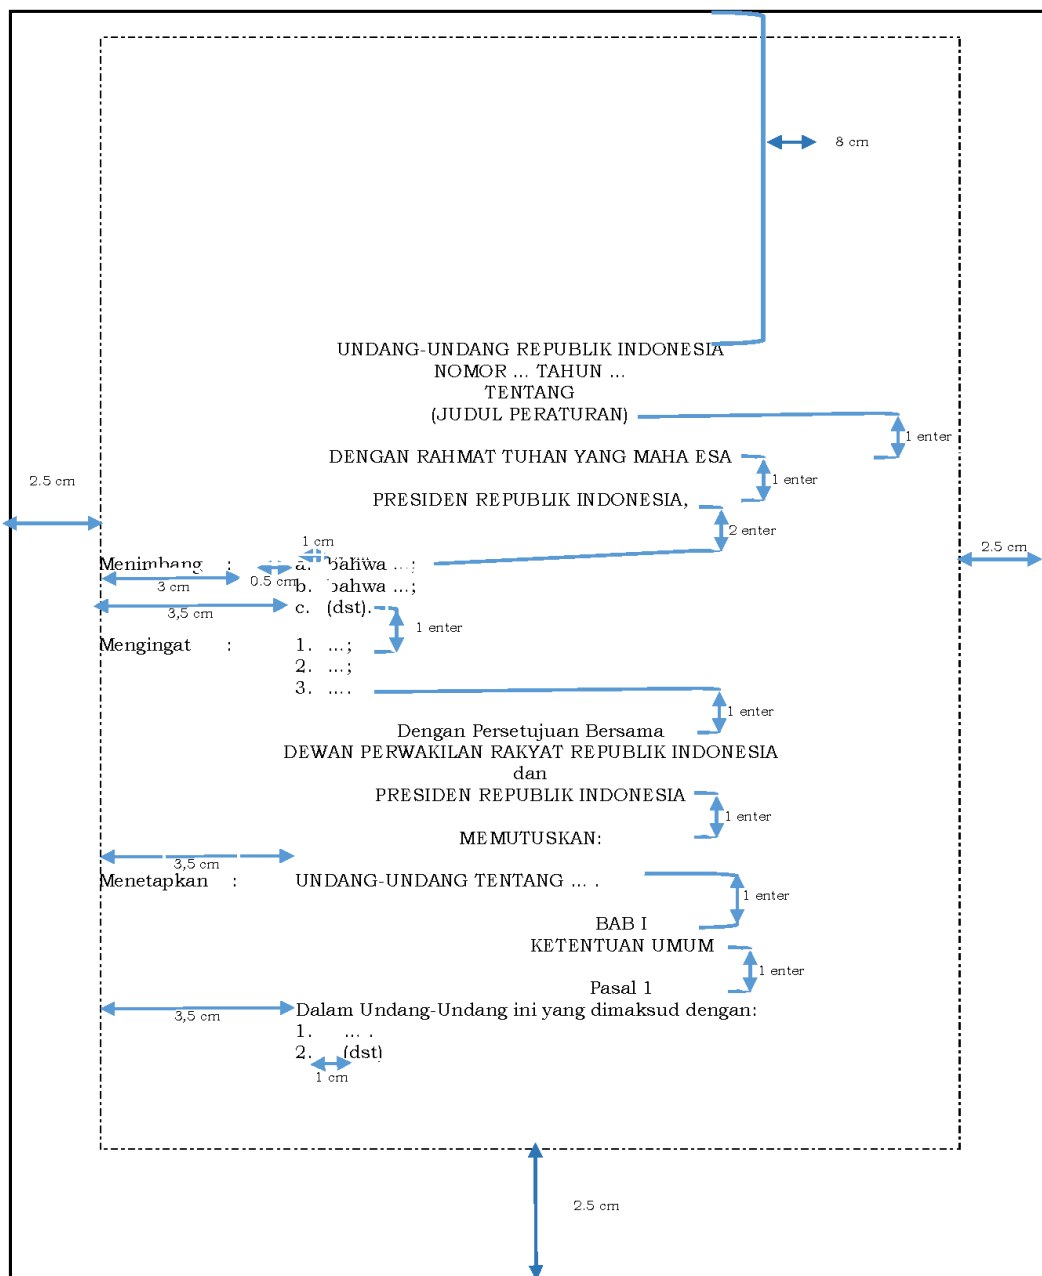 8 cm
UNDANG-UNDANG REPUBLIK INDONESIA
NOMOR ... TAHUN ...
TENTANG
(JUDUL PERATURAN)
1 enter
DENGAN RAHMAT TUHAN YANG MAHA ESA
2.5 cm
1 enter
PRESIDEN REPUBLIK INDONESIA,
2 enter
1 cm
2.5 cm
Menimbang : a. bahwa ...;
3 cm
0.5 cm
b. bahwa ...;
3,5 cm
c. (dst).
1 enter
Mengingat : 1. ...;
2. ...;
3. ....
1 enter
Dengan Persetujuan Bersama
DEWAN PERWAKILAN RAKYAT REPUBLIK INDONESIA
dan
PRESIDEN REPUBLIK INDONESIA
1 enter
MEMUTUSKAN:
3,5 cm
Menetapkan : UNDANG-UNDANG TENTANG ... .
1 enter
BAB I
KETENTUAN UMUM
1 enter
Pasal 1
3,5 cm
Dalam Undang-Undang ini yang dimaksud dengan:
1. ... .
2. (dst)
1 cm
2.5 cm